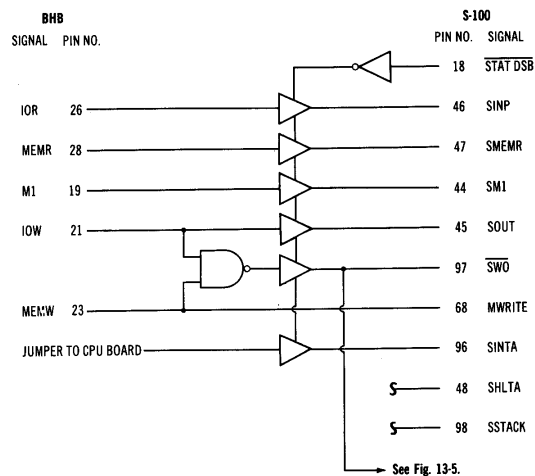 BHB S-100
SIGNAL PIN NO. PIN NO. SIGNAL
18 STAT DSB
IOR 26 46 SINP
MEMR 28 47 SMEMR
M1 19 44 SM1
IOW 21 45 SOUT
97 SWO
MEMW 23 68 MWRITE
JUMPER TO CPU BOARD 96 SINTA
48 SHLTA
98 SSTACK
See Fig. 13-5.